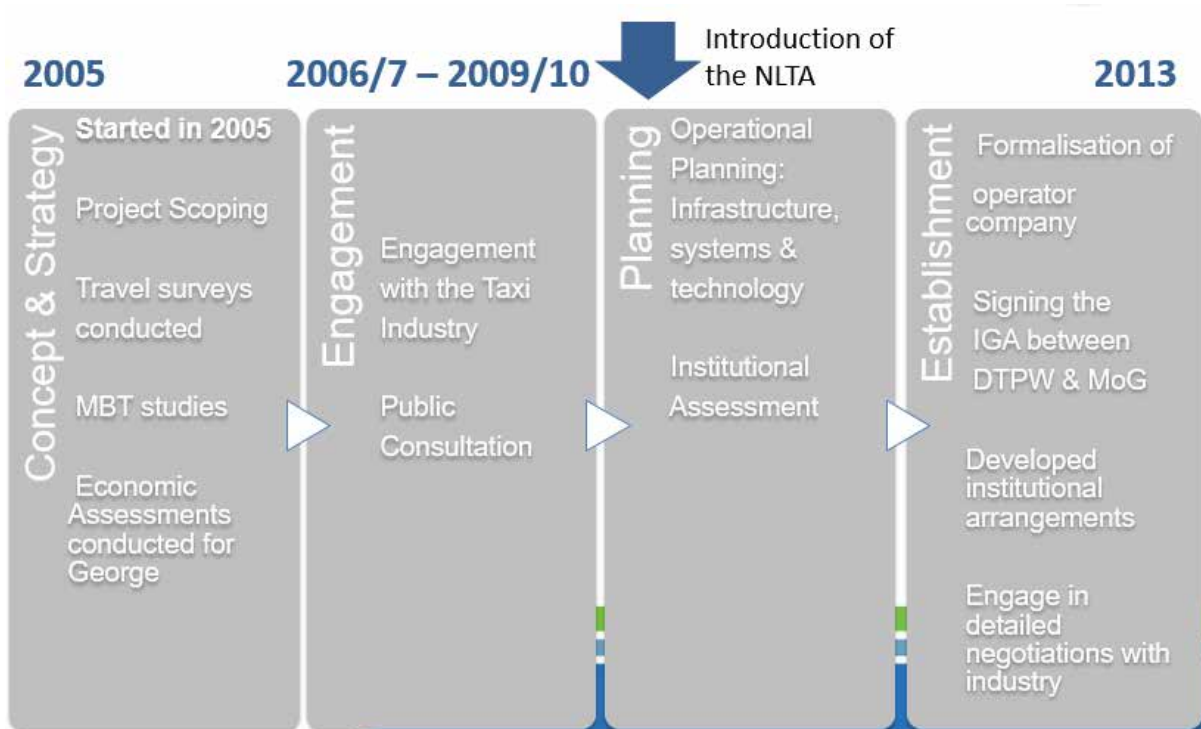 2005
2006/7 – 2009/10
Introduction of
the NLTA
2013
Concept & Strategy
Started in 2005
Project Scoping
Travel surveys
conducted
MBT studies
Economic
Assessments
conducted for
George
Engagement
Engagement
with the Taxi
Industry
Public
Consultation
Planning
Operational
Planning:
Infrastructure,
systems &
technology
Institutional
Assessment
Establishment
Formalisation of
operator
company
Signing the
IGA between
DTPW & MoG
Developed
institutional
arrangements
Engage in
detailed
negotiations with
industry